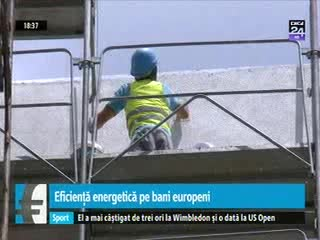 18:37
DIGI
24
HD
Eficiență energetică pe bani europeni
Sport El a mai câștigat de trei ori la Wimbledon și o dată la US Open